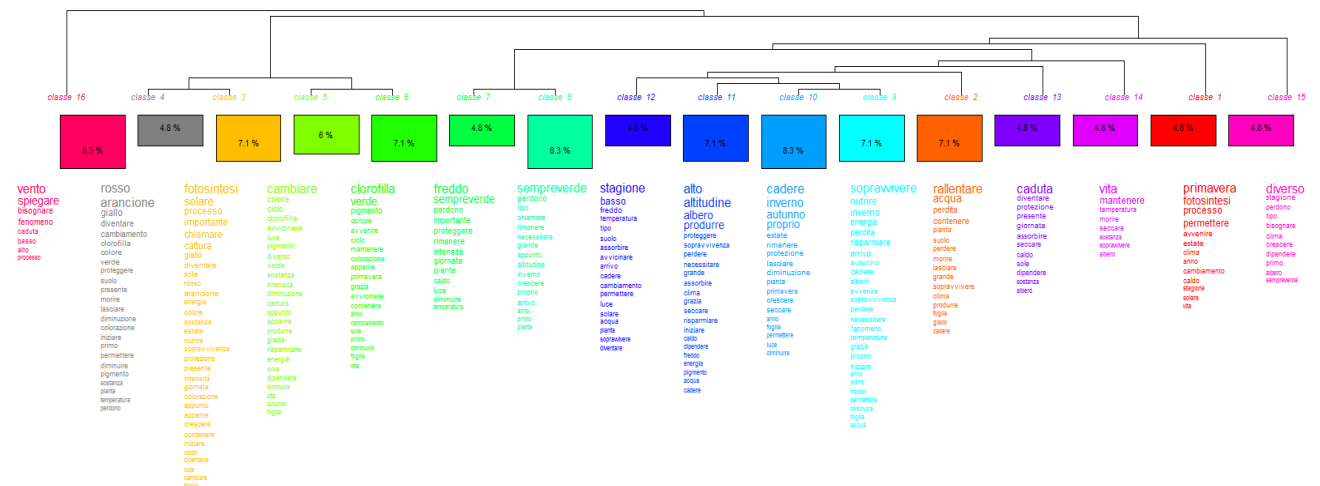 classe 16
classe 4
classe 3
classe 5
classe 6
classe 7
classe 8
classe 12
classe 11
classe 10
classe 9
classe 2
classe 13
classe 14
classe 1
classe 15
8.3 %
4.8 %
7.1 %
6 %
7.1 %
4.8 %
8.3 %
4.8 %
7.1 %
8.3 %
7.1 %
7.1 %
4.8 %
4.8 %
4.8 %
4.8 %
vento
spiegare
bisognare
fenomeno
caduta
basso
alto
processo
rosso
arancione
giallo
diventare
cambiamento
clorofilla
colore
verde
proteggere
suolo
presente
morire
lasciare
diminuzione
colorazione
iniziare
primo
permettere
diminuire
pigmento
sostanza
pianta
temperatura
perdono
fotosintesi
solare
processo
importante
chiamare
cattura
giallo
diventare
sole
rosso
arancione
energia
colore
sostanza
estate
nutrire
sopravvivenza
protezione
presente
intensità
giornata
colorazione
appunto
apparire
crescere
contenere
iniziare
caldo
dipendere
luce
cambiare
foglia
cambiare
colore
ciclo
clorofilla
avvicinare
luce
pigmento
diverso
verde
sostanza
intensità
diminuzione
cattura
appunto
apparire
produrre
grazia
risparmiare
energia
sole
dipendere
diminuire
vita
autunno
foglia
clorofilla
verde
pigmento
colore
avvenire
ciclo
mantenere
colorazione
apparire
primavera
grazia
avvicinare
contenere
anno
cambiamento
sole
primo
diminuire
foglia
vita
freddo
sempreverde
perdono
importante
proteggere
rimanere
intensità
giornata
pianta
caldo
luce
diminuire
temperatura
sempreverde
perdono
tipo
chiamare
rimanere
necessitare
grande
appunto
altitudine
inverno
crescere
proprio
arrivo
anno
primo
pianta
stagione
basso
freddo
temperatura
tipo
suolo
assorbire
avvicinare
arrivo
cadere
cambiamento
permettere
luce
solare
acqua
pianta
sopravvivere
diventare
alto
altitudine
albero
produrre
proteggere
sopravvivenza
perdere
necessitare
grande
assorbire
clima
grazia
seccare
risparmiare
iniziare
caldo
dipendere
freddo
energia
pigmento
acqua
cadere
cadere
inverno
autunno
proprio
estate
rimanere
protezione
lasciare
diminuzione
pianta
primavera
crescere
seccare
anno
foglia
permettere
luce
diminuire
sopravvivere
nutrire
inverno
energia
perdita
risparmiare
arrivo
autunno
cadere
albero
avvenire
sopravvivenza
perdere
necessitare
fenomeno
temperatura
grazia
proprio
iniziare
anno
primo
freddo
permettere
diminuire
foglia
acqua
rallentare
acqua
perdita
contenere
pianta
suolo
perdere
morire
lasciare
grande
sopravvivere
clima
produrre
foglia
giallo
cadere
caduta
diventare
protezione
presente
giornata
assorbire
seccare
caldo
sole
dipendere
sostanza
albero
vita
mantenere
temperatura
morire
seccare
sostanza
sopravvivere
albero
primavera
fotosintesi
processo
permettere
avvenire
estate
clima
anno
cambiamento
caldo
stagione
solare
vita
diverso
stagione
perdono
tipo
bisognare
clima
crescere
dipendere
primo
albero
sempreverde